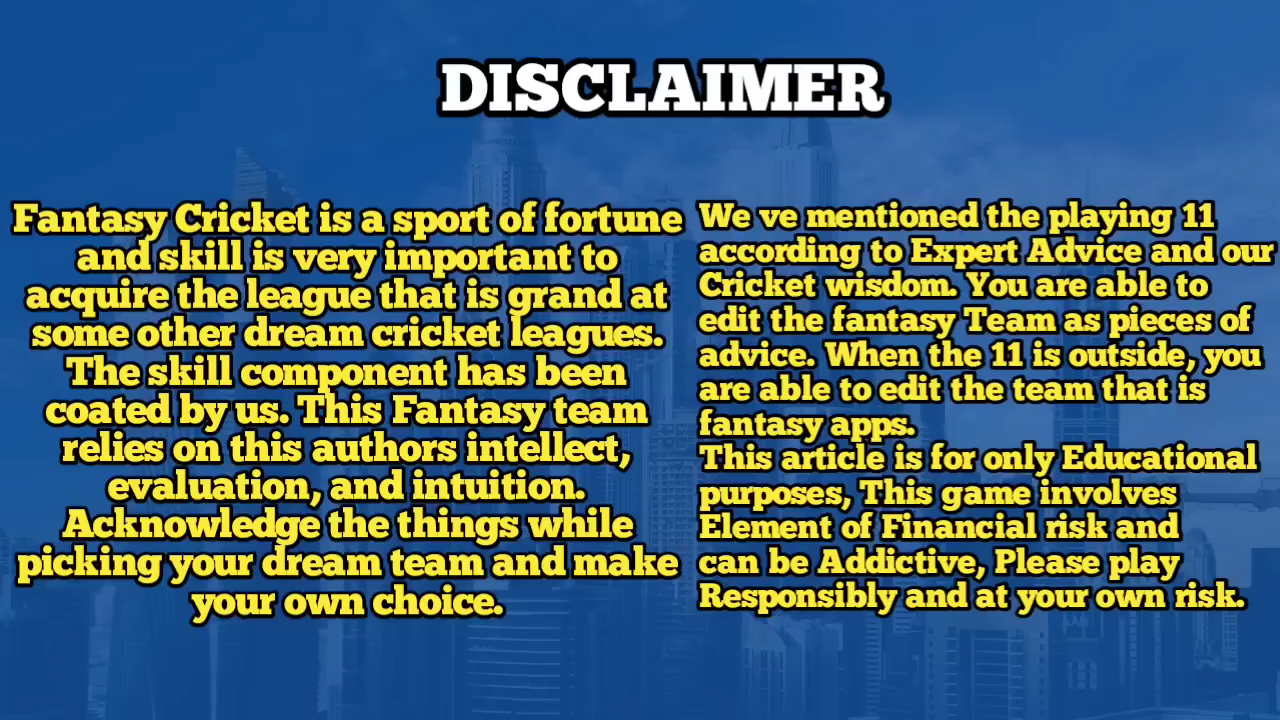 DISCLAIMER
Fantasy Cricket is a sport of fortune
and skill is very important to
acquire the league that is grand at
some other dream cricket leagues.
The skill component has been
coated by us. This Fantasy team
relies on this authors intellect,
evaluation, and intuition.
Acknowledge the things while
picking your dream team and make
your own choice.
We ve mentioned the playing 11
according to Expert Advice and our
Cricket wisdom. You are able to
edit the fantasy Team as pieces of
advice. When the 11 is outside, you
are able to edit the team that is
fantasy apps.
This article is for only Educational
purposes, This game involves
Element of Financial risk and
can be Addictive, Please play
Responsibly and at your own risk.